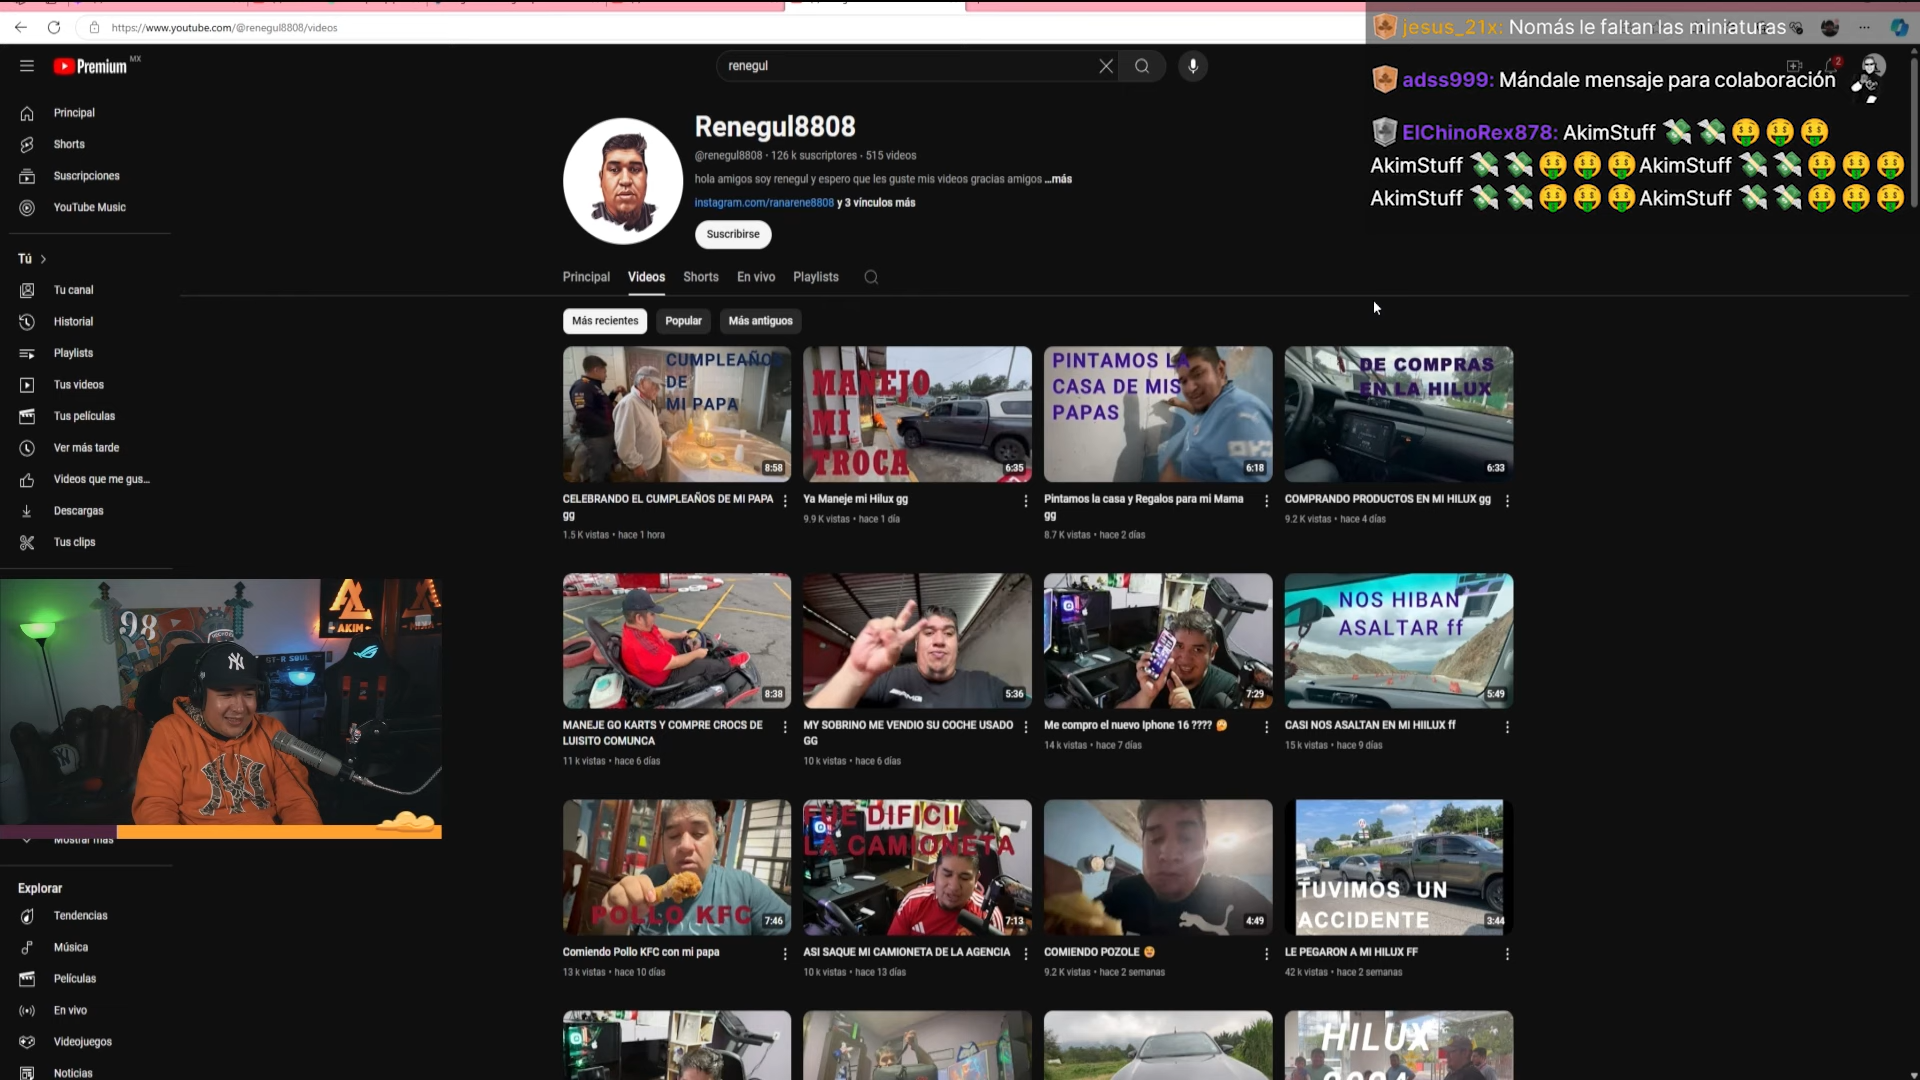 https://www.youtube.com/@renegul8808/videos
jesus_21x: Nomás le faltan las miniaturas
Premium MX
renegul
2
adss999: Mándale mensaje para colaboración
ElChinoRex878: AkimStuff 💸 💸 🤑 🤑 🤑
AkimStuff 💸 💸 🤑 🤑 🤑 AkimStuff 💸 💸 🤑 🤑 🤑
AkimStuff 💸 💸 🤑 🤑 🤑 AkimStuff 💸 💸 🤑 🤑 🤑
Principal
Shorts
Suscripciones
YouTube Music
Tú
Tu canal
Historial
Playlists
Tus videos
Tus películas
Ver más tarde
Videos que me gus...
Descargas
Tus clips
Mostrar más
Explorar
Tendencias
Música
Películas
En vivo
Videojuegos
Noticias
98
AKIM
GT-R SOUL
NY
Renegul8808
@renegul8808 · 126 k suscriptores · 515 videos
hola amigos soy renegul y espero que les guste mis videos gracias amigos ...más
instagram.com/ranarene8808 y 3 vínculos más
Suscribirse
Principal Videos Shorts En vivo Playlists
Más recientes Popular Más antiguos
CUMPLEAÑOS
DE
MI PAPA
8:58
CELEBRANDO EL CUMPLEAÑOS DE MI PAPA
gg
1.5 K vistas • hace 1 hora
MANEJO
MI
TROCA
6:35
Ya Maneje mi Hilux gg
9.9 K vistas • hace 1 día
PINTAMOS LA
CASA DE MIS
PAPAS
6:18
Pintamos la casa y Regalos para mi Mama
gg
8.7 K vistas • hace 2 días
DE COMPRAS
EN LA HILUX
6:33
COMPRANDO PRODUCTOS EN MI HILUX gg
9.2 K vistas • hace 4 días
8:38
MANEJE GO KARTS Y COMPRE CROCS DE
LUISITO COMUNCA
11 k vistas • hace 6 días
5:36
MY SOBRINO ME VENDIO SU COCHE USADO
GG
10 k vistas • hace 6 días
7:29
Me compro el nuevo Iphone 16 ???? 🤔
14 k vistas • hace 7 días
NOS HIBAN
ASALTAR ff
5:49
CASI NOS ASALTAN EN MI HIILUX ff
15 k vistas • hace 9 días
POLLO KFC
7:46
Comiendo Pollo KFC con mi papa
13 k vistas • hace 10 días
FUE DIFICIL
LA CAMIONETA
7:13
ASI SAQUE MI CAMIONETA DE LA AGENCIA
10 k vistas • hace 13 días
4:49
COMIENDO POZOLE 🤩
9.2 K vistas • hace 2 semanas
TUVIMOS UN
ACCIDENTE
3:44
LE PEGARON A MI HILUX FF
42 k vistas • hace 2 semanas
HILUX
2024